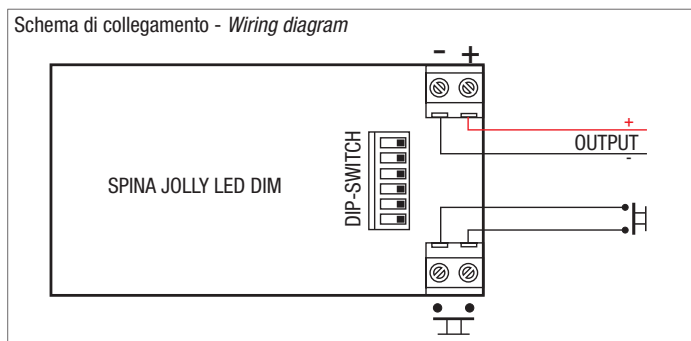 Schema di collegamento - Wiring diagram
- +
+
OUTPUT
-
DIP-SWITCH
SPINA JOLLY LED DIM